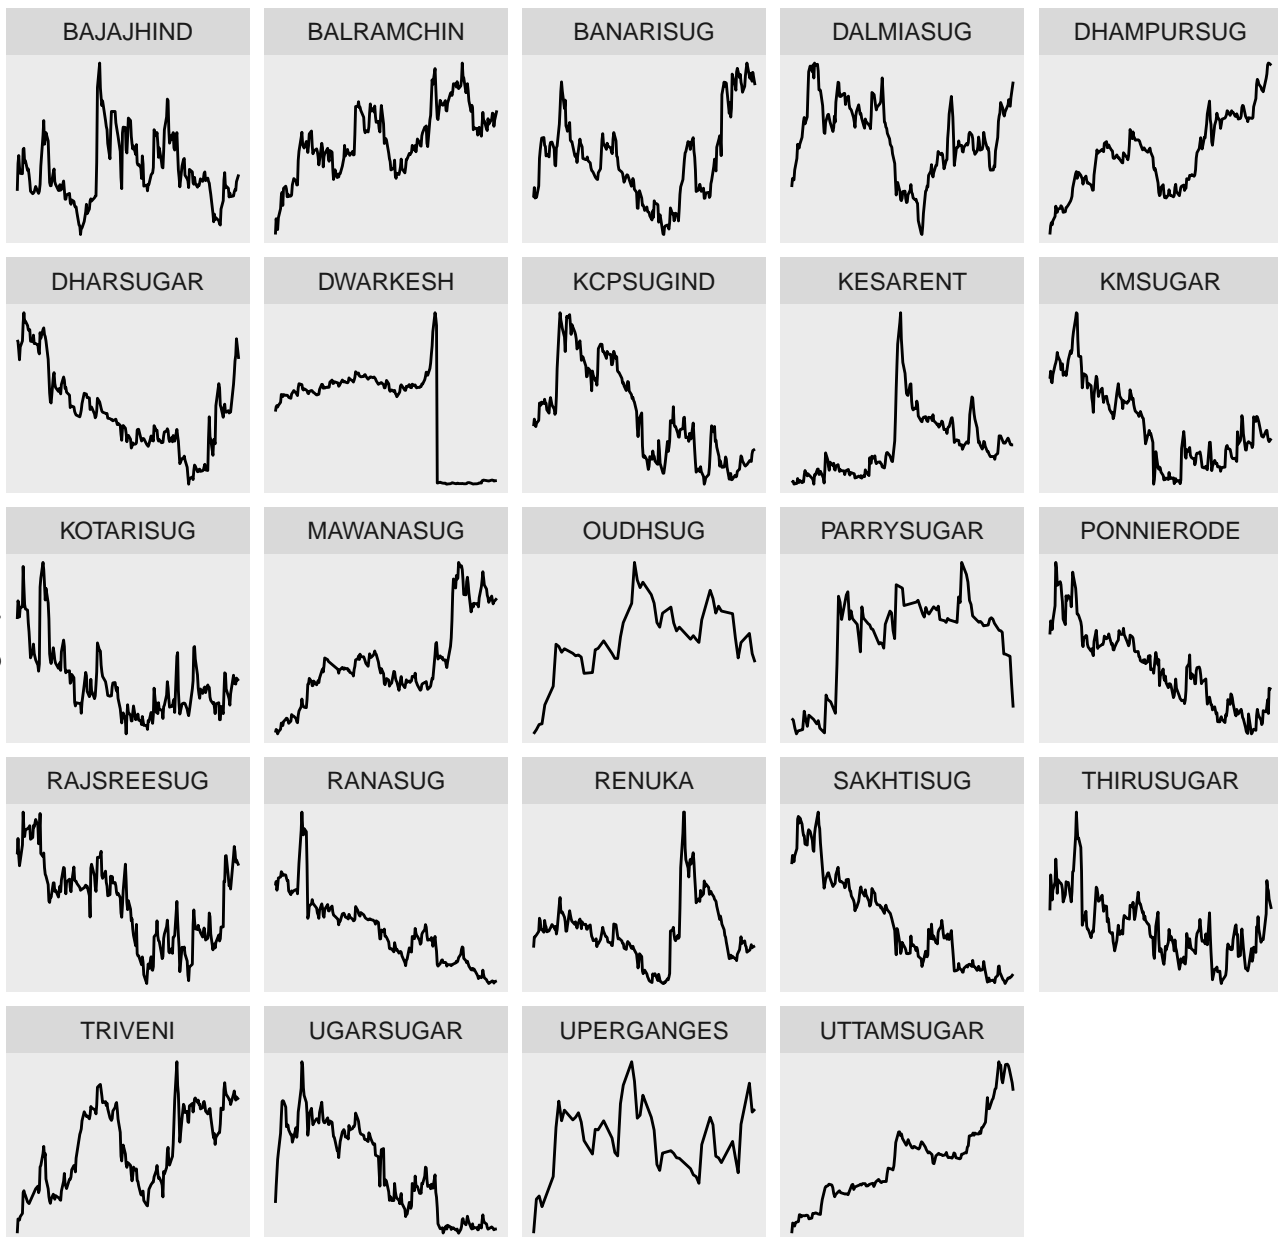 BAJAJHIND
BALRAMCHIN
BANARISUG
DALMIASUG
DHAMPURSUG
DHARSUGAR
DWARKESH
KCPSUGIND
KESARENT
KMSUGAR
KOTARISUG
MAWANASUG
OUDHSUG
PARRYSUGAR
PONNIERODE
RAJSREESUG
RANASUG
RENUKA
SAKHTISUG
THIRUSUGAR
TRIVENI
UGARSUGAR
UPERGANGES
UTTAMSUGAR